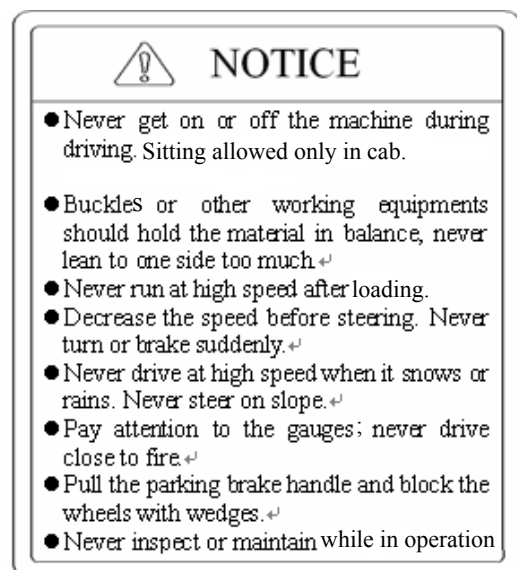 NOTICE
●Never get on or off the machine during
driving. Sitting allowed only in cab.
●Buckles or other working equipments
should hold the material in balance, never
lean to one side too much.↵
●Never run at high speed after loading.
●Decrease the speed before steering. Never
turn or brake suddenly.↵
●Never drive at high speed when it snows or
rains. Never steer on slope.↵
●Pay attention to the gauges; never drive
close to fire.↵
●Pull the parking brake handle and block the
wheels with wedges.↵
●Never inspect or maintain while in operation